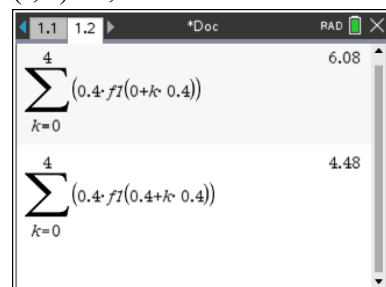 1.1 1.2 *Doc RAD
4
∑ (0.4·f1(0+k·0.4)) 6.08
k=0
4
∑ (0.4·f1(0.4+k·0.4)) 4.48
k=0